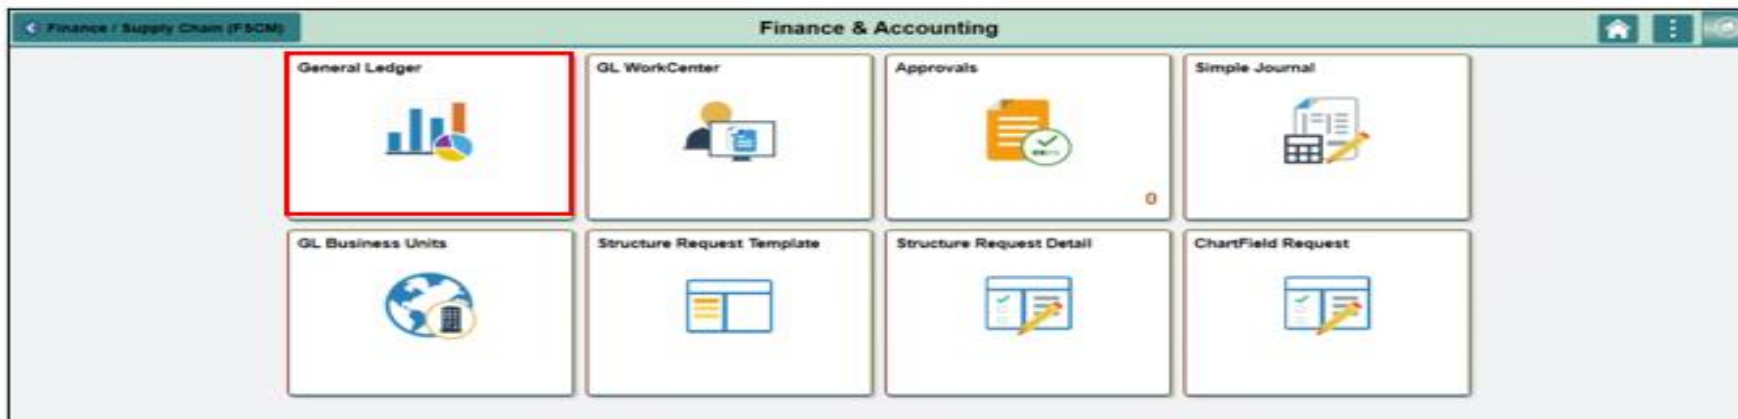 Finance / Supply Chain (FSCM)
Finance & Accounting
General Ledger
GL WorkCenter
Approvals
Simple Journal
0
GL Business Units
Structure Request Template
Structure Request Detail
ChartField Request